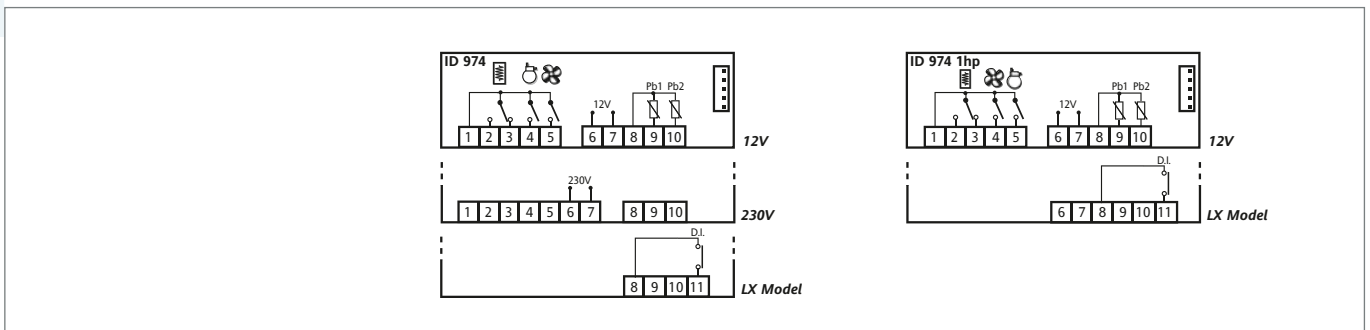 ID 974
Pb1 Pb2
12V
1 2 3 4 5 6 7 8 9 10
12V
230V
1 2 3 4 5 6 7 8 9 10
230V
D.I.
8 9 10 11
LX Model
ID 974 1hp
Pb1 Pb2
12V
1 2 3 4 5 6 7 8 9 10
12V
D.I.
6 7 8 9 10 11
LX Model